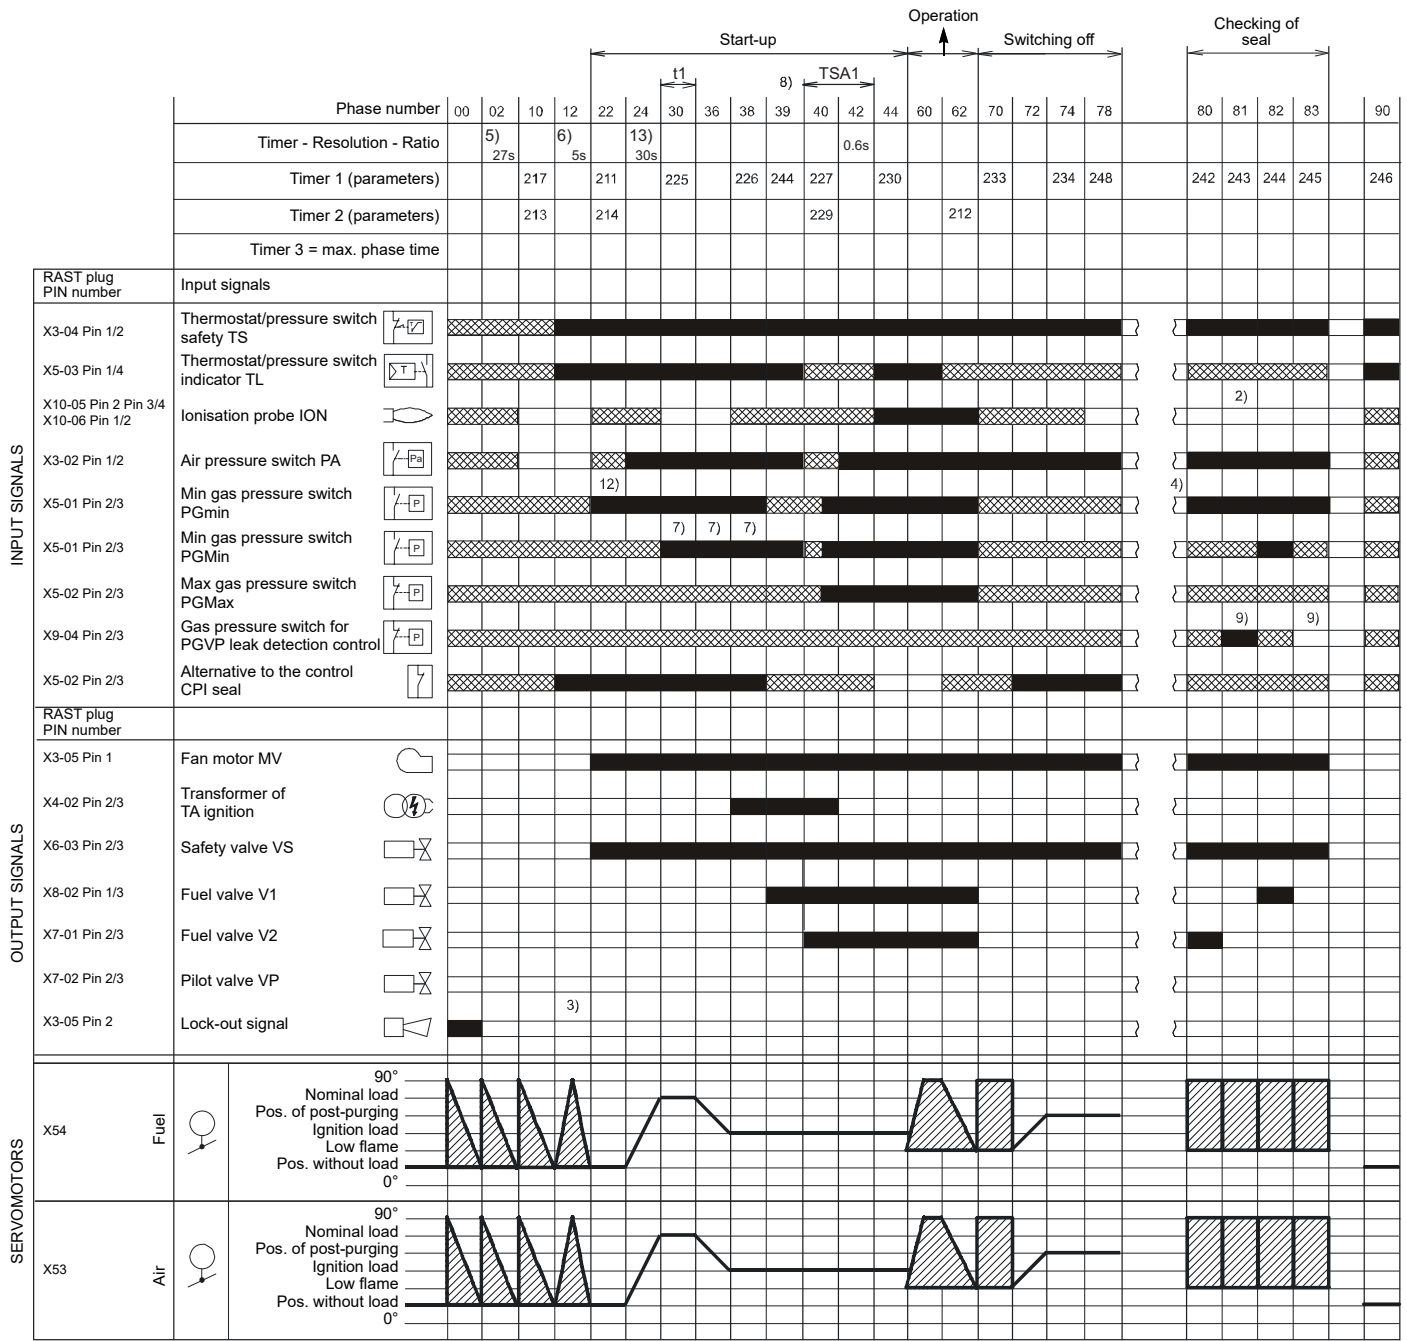 Operation
Checking of
seal
Start-up
Switching off
t1
8)
TSA1
Phase number 00 02 10 12 22 24 30 36 38 39 40 42 44 60 62 70 72 74 78 80 81 82 83 90
Timer - Resolution - Ratio 5) 27s 6) 5s 13) 30s 0.6s
Timer 1 (parameters) 217 211 225 226 244 227 230 233 234 248 242 243 244 245 246
Timer 2 (parameters) 213 214 229 212
Timer 3 = max. phase time
RAST plug
PIN number
Input signals
INPUT SIGNALS
X3-04 Pin 1/2
Thermostat/pressure switch
safety TS
X5-03 Pin 1/4
Thermostat/pressure switch
indicator TL
T
2)
X10-05 Pin 2 Pin 3/4
X10-06 Pin 1/2
Ionisation probe ION
X3-02 Pin 1/2
Air pressure switch PA
Pa
12)
4)
X5-01 Pin 2/3
Min gas pressure switch
PGmin
P
7) 7) 7)
X5-01 Pin 2/3
Min gas pressure switch
PGMin
P
X5-02 Pin 2/3
Max gas pressure switch
PGMax
P
9) 9)
X9-04 Pin 2/3
Gas pressure switch for
PGVP leak detection control
P
X5-02 Pin 2/3
Alternative to the control
CPI seal
RAST plug
PIN number
OUTPUT SIGNALS
X3-05 Pin 1
Fan motor MV
X4-02 Pin 2/3
Transformer of
TA ignition
X6-03 Pin 2/3
Safety valve VS
X8-02 Pin 1/3
Fuel valve V1
X7-01 Pin 2/3
Fuel valve V2
X7-02 Pin 2/3
Pilot valve VP
3)
X3-05 Pin 2
Lock-out signal
SERVOMOTORS
X54
Fuel
90°
Nominal load
Pos. of post-purging
Ignition load
Low flame
Pos. without load
0°
X53
Air
90°
Nominal load
Pos. of post-purging
Ignition load
Low flame
Pos. without load
0°